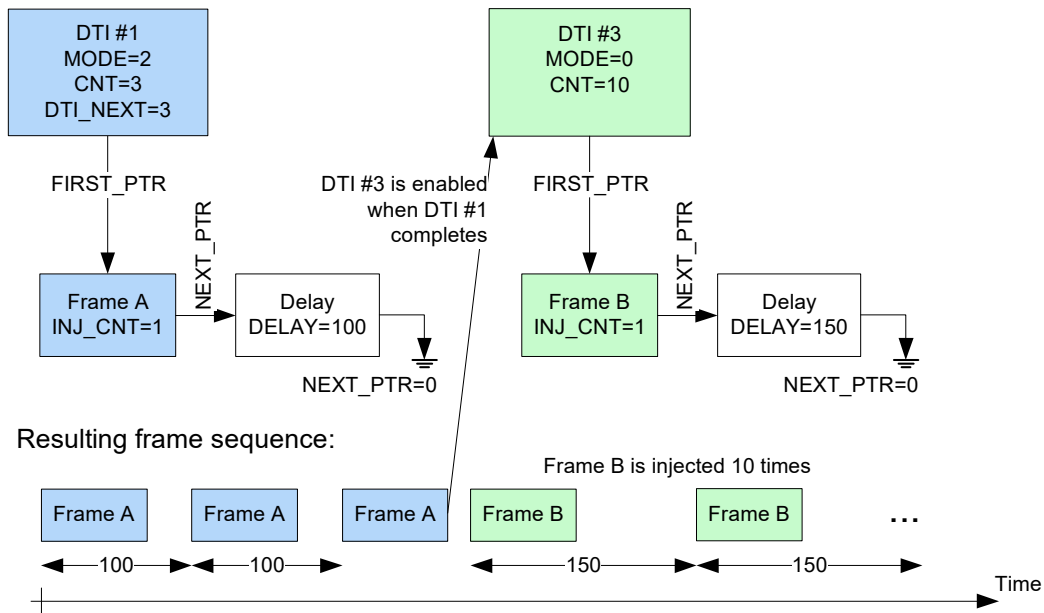 DTI #1
MODE=2
CNT=3
DTI_NEXT=3
DTI #3
MODE=0
CNT=10
FIRST_PTR
DTI #3 is enabled
when DTI #1
completes
FIRST_PTR
NEXT_PTR
NEXT_PTR
Frame A
INJ_CNT=1
Delay
DELAY=100
Frame B
INJ_CNT=1
Delay
DELAY=150
NEXT_PTR=0
NEXT_PTR=0
Resulting frame sequence:
Frame B is injected 10 times
Frame A
Frame A
Frame A
Frame B
Frame B
...
100
100
150
150
Time